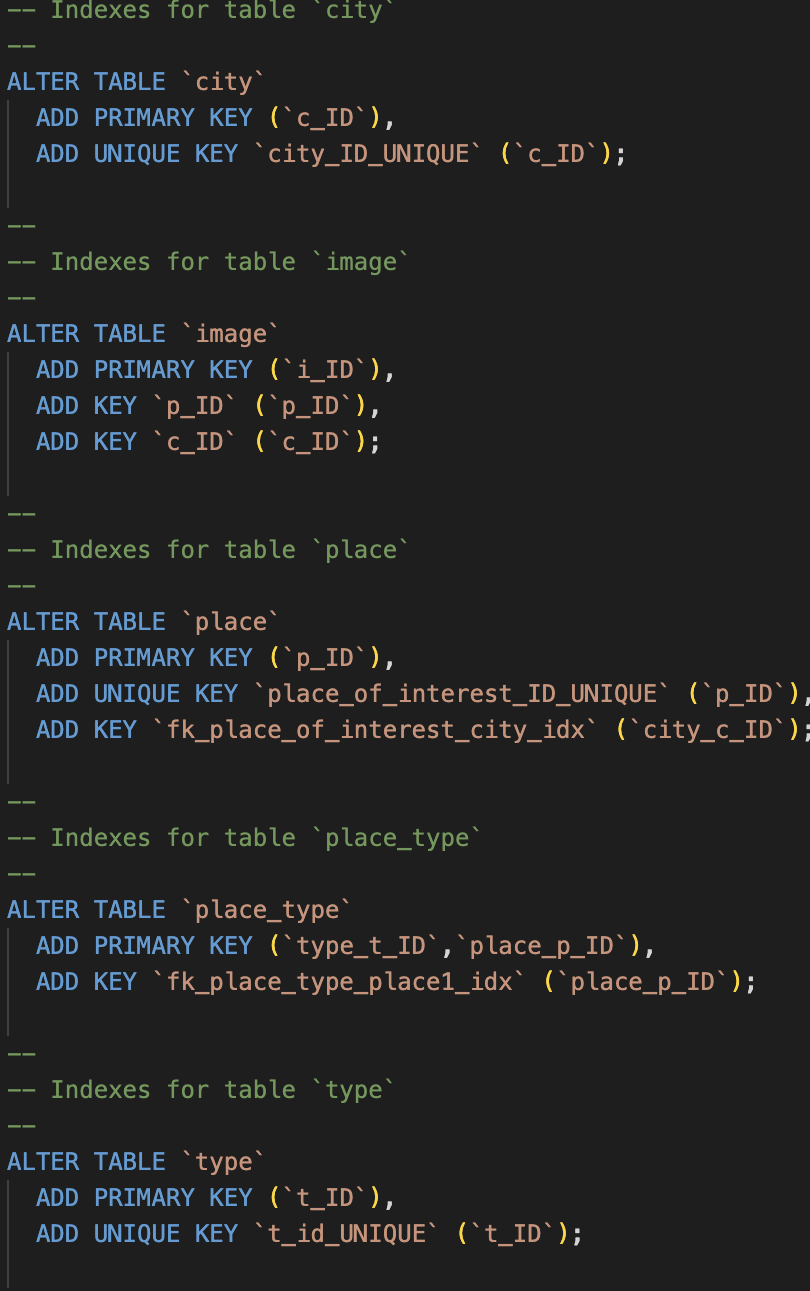 -- Indexes for table `city`
--
ALTER TABLE `city`
  ADD PRIMARY KEY (`c_ID`),
  ADD UNIQUE KEY `city_ID_UNIQUE` (`c_ID`);
--
-- Indexes for table `image`
--
ALTER TABLE `image`
  ADD PRIMARY KEY (`i_ID`),
  ADD KEY `p_ID` (`p_ID`),
  ADD KEY `c_ID` (`c_ID`);
--
-- Indexes for table `place`
--
ALTER TABLE `place`
  ADD PRIMARY KEY (`p_ID`),
  ADD UNIQUE KEY `place_of_interest_ID_UNIQUE` (`p_ID`),
  ADD KEY `fk_place_of_interest_city_idx` (`city_c_ID`);
--
-- Indexes for table `place_type`
--
ALTER TABLE `place_type`
  ADD PRIMARY KEY (`type_t_ID`,`place_p_ID`),
  ADD KEY `fk_place_type_place1_idx` (`place_p_ID`);
--
-- Indexes for table `type`
--
ALTER TABLE `type`
  ADD PRIMARY KEY (`t_ID`),
  ADD UNIQUE KEY `t_id_UNIQUE` (`t_ID`);